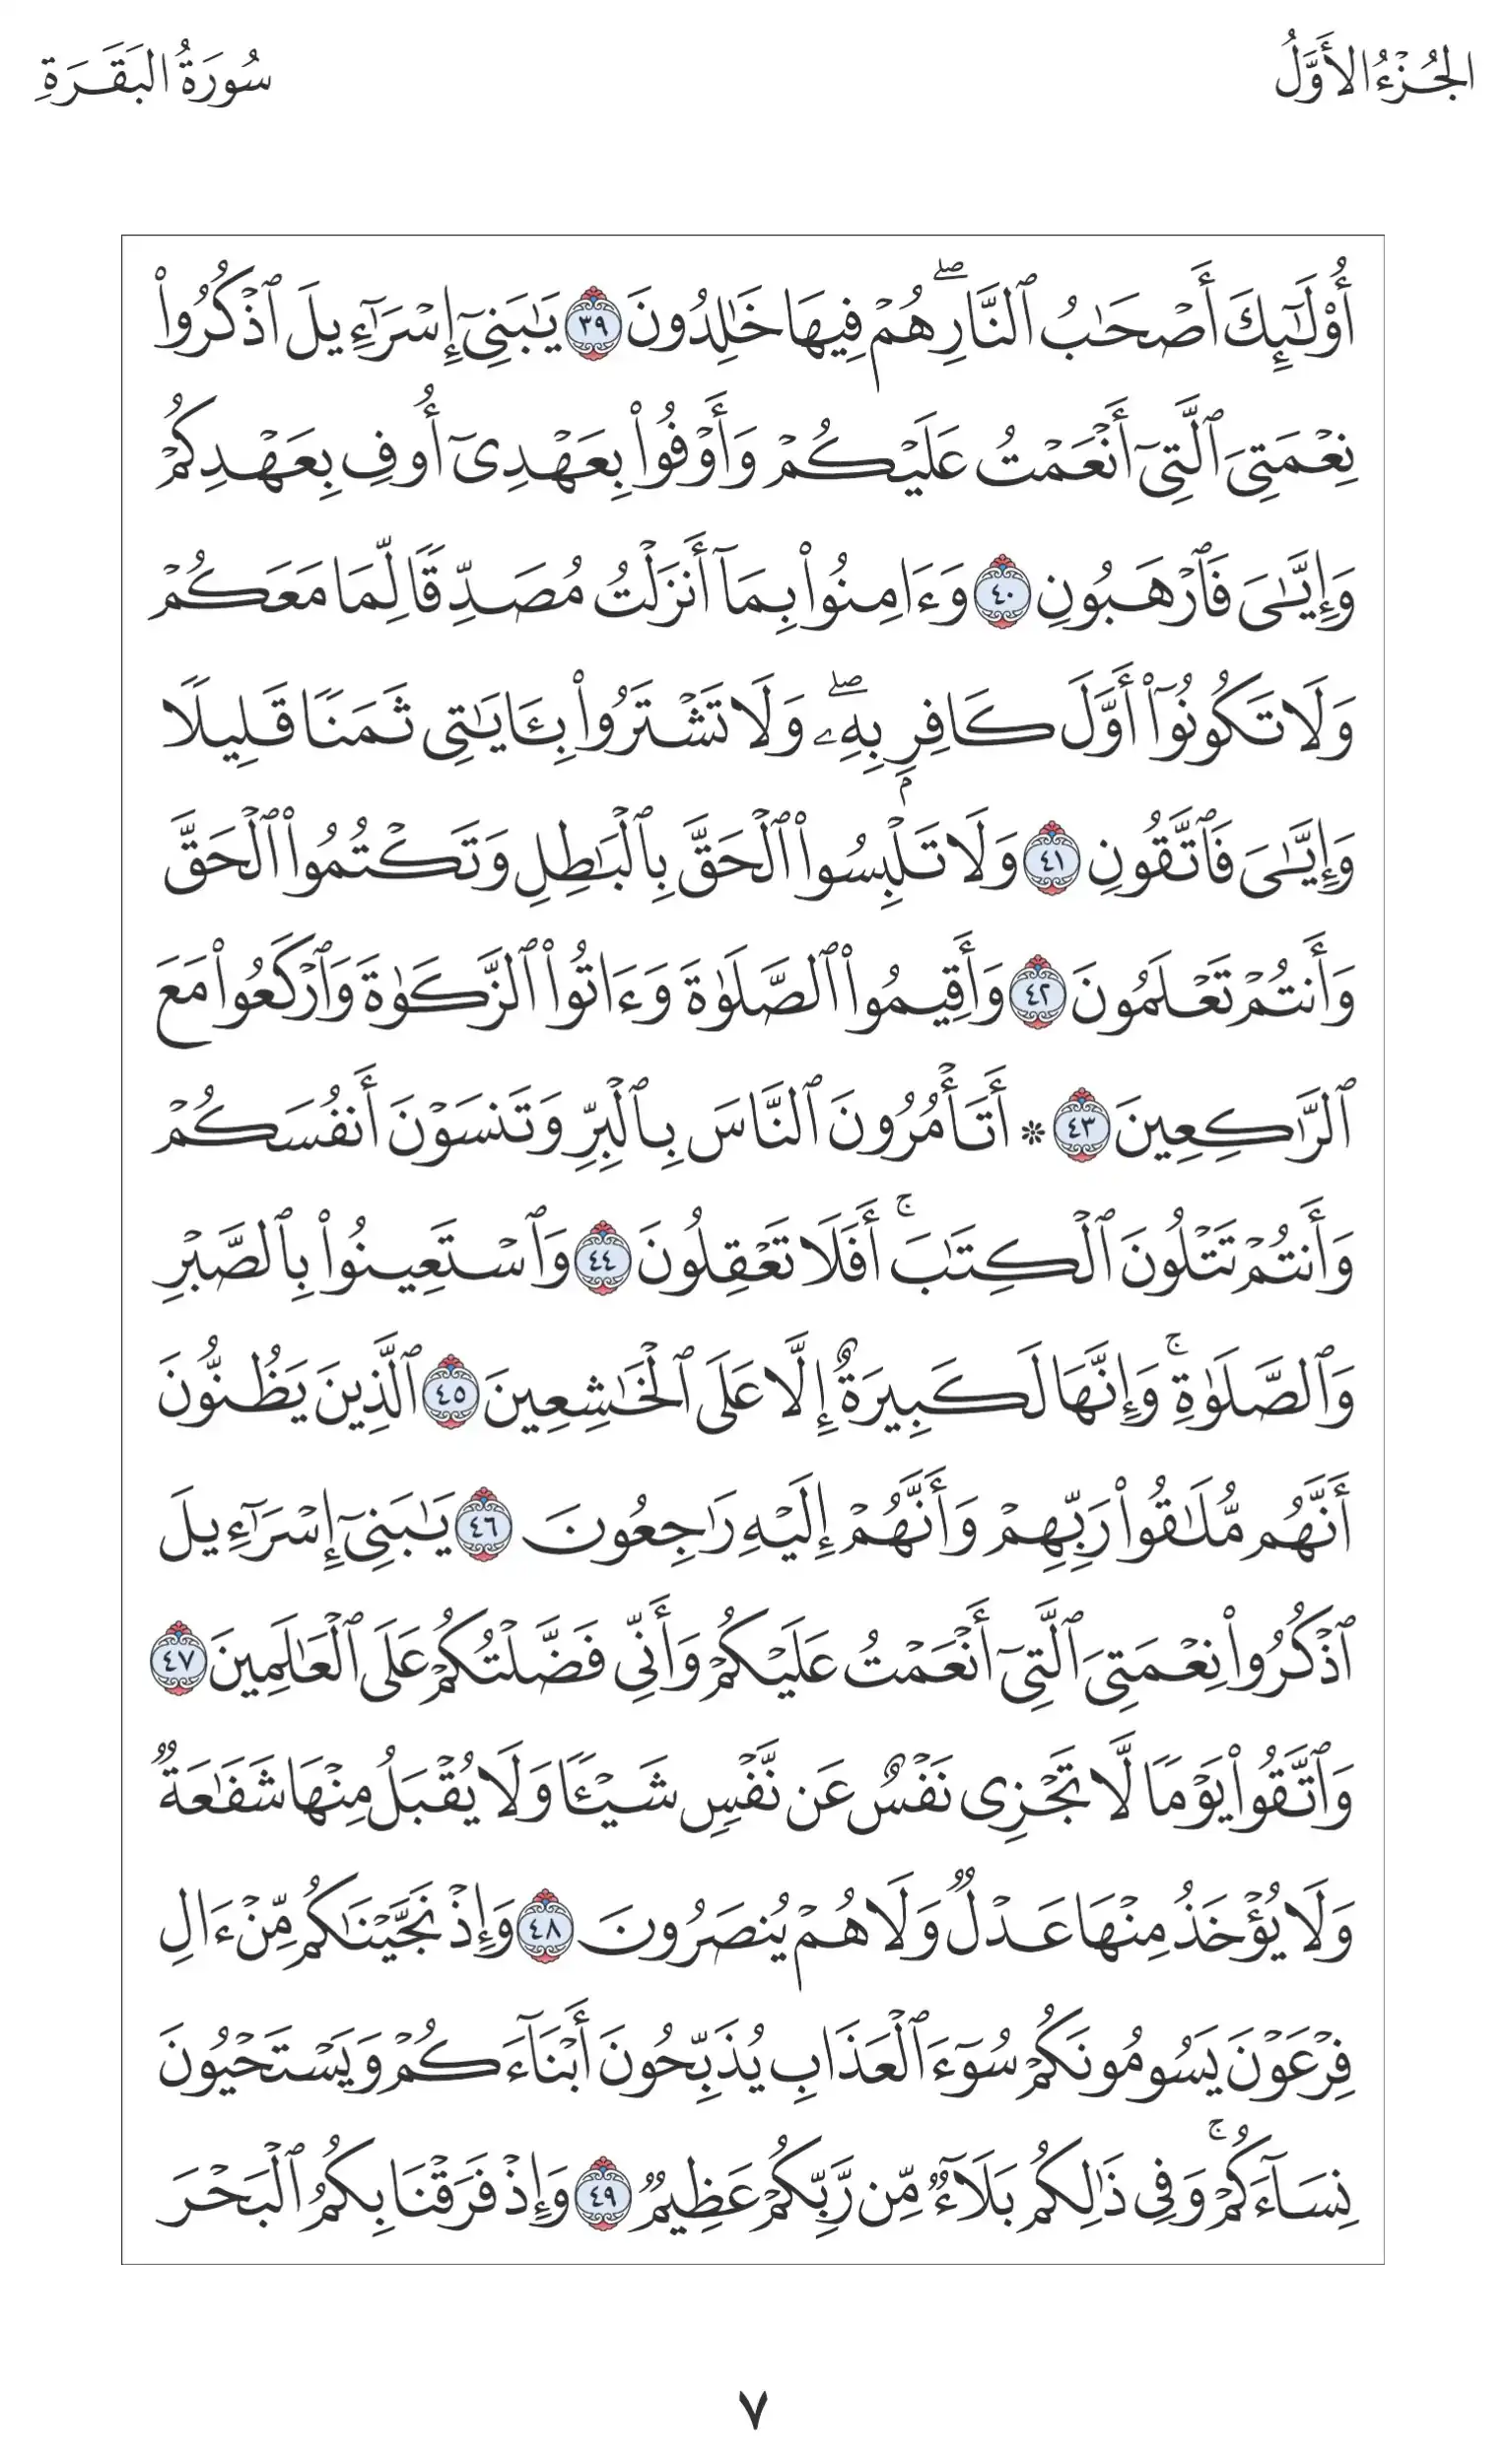 الجُزْءُ الأَوَّلُ
سُورَةُ البَقَرَةِ
أُوْلَـٰٓئِكَ أَصۡحَـٰبُ ٱلنَّارِۖ هُمۡ فِيهَا خَـٰلِدُونَ ٣٩ يَـٰبَنِيٓ إِسۡرَـٰٓءِيلَ ٱذۡكُرُواْ
نِعۡمَتِيَ ٱلَّتِيٓ أَنۡعَمۡتُ عَلَيۡكُمۡ وَأَوۡفُواْ بِعَهۡدِيٓ أُوفِ بِعَهۡدِكُمۡ
وَإِيَّـٰيَ فَٱرۡهَبُونِ ٤٠ وَءَامِنُواْ بِمَآ أَنزَلۡتُ مُصَدِّقٗا لِّمَا مَعَكُمۡ
وَلَا تَكُونُوٓاْ أَوَّلَ كَافِرِۭ بِهِۦۖ وَلَا تَشۡتَرُواْ بِـَٔايَـٰتِي ثَمَنٗا قَلِيلٗا
وَإِيَّـٰيَ فَٱتَّقُونِ ٤١ وَلَا تَلۡبِسُواْ ٱلۡحَقَّ بِٱلۡبَـٰطِلِ وَتَكۡتُمُواْ ٱلۡحَقَّ
وَأَنتُمۡ تَعۡلَمُونَ ٤٢ وَأَقِيمُواْ ٱلصَّلَوٰةَ وَءَاتُواْ ٱلزَّكَوٰةَ وَٱرۡكَعُواْ مَعَ
ٱلرَّـٰكِعِينَ ٤٣ ۞ أَتَأۡمُرُونَ ٱلنَّاسَ بِٱلۡبِرِّ وَتَنسَوۡنَ أَنفُسَكُمۡ
وَأَنتُمۡ تَتۡلُونَ ٱلۡكِتَـٰبَۚ أَفَلَا تَعۡقِلُونَ ٤٤ وَٱسۡتَعِينُواْ بِٱلصَّبۡرِ
وَٱلصَّلَوٰةِۚ وَإِنَّهَا لَكَبِيرَةٌ إِلَّا عَلَى ٱلۡخَـٰشِعِينَ ٤٥ ٱلَّذِينَ يَظُنُّونَ
أَنَّهُم مُّلَـٰقُواْ رَبِّهِمۡ وَأَنَّهُمۡ إِلَيۡهِ رَـٰجِعُونَ ٤٦ يَـٰبَنِيٓ إِسۡرَـٰٓءِيلَ
ٱذۡكُرُواْ نِعۡمَتِيَ ٱلَّتِيٓ أَنۡعَمۡتُ عَلَيۡكُمۡ وَأَنِّي فَضَّلۡتُكُمۡ عَلَى ٱلۡعَـٰلَمِينَ ٤٧
وَٱتَّقُواْ يَوۡمٗا لَّا تَجۡزِي نَفۡسٌ عَن نَّفۡسٖ شَيۡـٔٗا وَلَا يُقۡبَلُ مِنۡهَا شَفَـٰعَةٞ
وَلَا يُؤۡخَذُ مِنۡهَا عَدۡلٞ وَلَا هُمۡ يُنصَرُونَ ٤٨ وَإِذۡ نَجَّيۡنَـٰكُم مِّنۡ ءَالِ
فِرۡعَوۡنَ يَسُومُونَكُمۡ سُوٓءَ ٱلۡعَذَابِ يُذَبِّحُونَ أَبۡنَآءَكُمۡ وَيَسۡتَحۡيُونَ
نِسَآءَكُمۡۚ وَفِي ذَـٰلِكُم بَلَآءٞ مِّن رَّبِّكُمۡ عَظِيمٞ ٤٩ وَإِذۡ فَرَقۡنَا بِكُمُ ٱلۡبَحۡرَ
٧